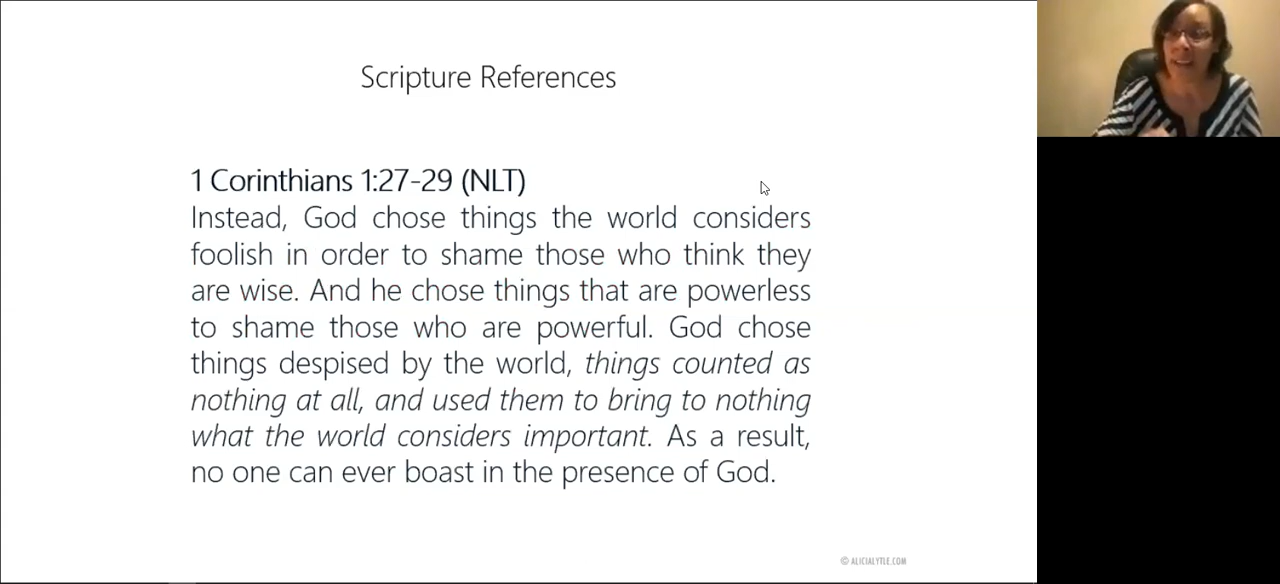 Scripture References
1 Corinthians 1:27-29 (NLT)
Instead, God chose things the world considers
foolish in order to shame those who think they
are wise. And he chose things that are powerless
to shame those who are powerful. God chose
things despised by the world, things counted as
nothing at all, and used them to bring to nothing
what the world considers important. As a result,
no one can ever boast in the presence of God.
© ALICIALYTLE.COM